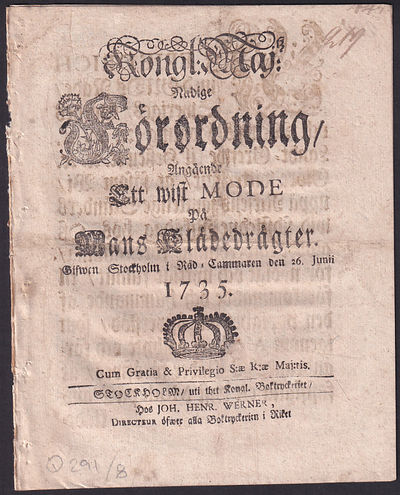 Kongl: Maj:
Nådige
Förordning/
Angående
Ett wist MODE
På
Mans Klädedrägter.
Gifwen Stockholm i Råd-Cammaren den 26. Junii
1735.
Cum Gratia & Privilegio S:æ R:æ Maj:tis.
STOCKHOLM/ uti thet Kongl. Boktryckeriet/
Hos JOH. HENR. WERNER,
DIRECTEUR öfwer alla Boktryckerien i Riket
Q 291/8